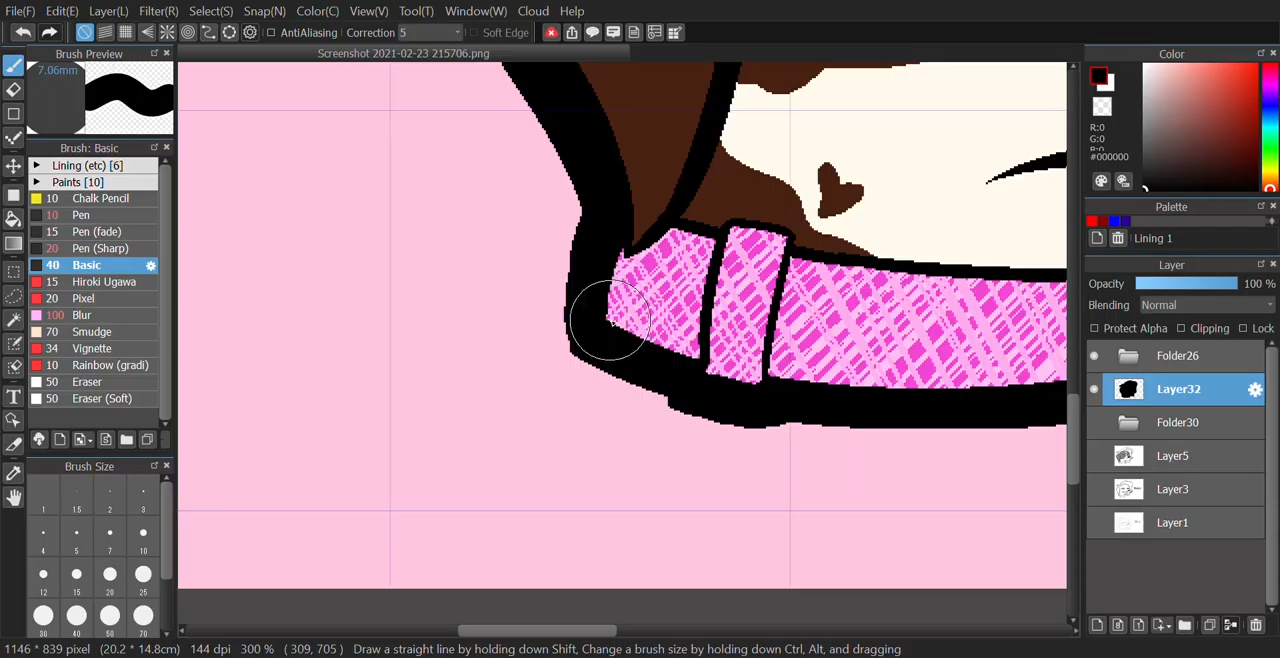 File(F) Edit(E) Layer(L) Filter(R) Select(S) Snap(N) Color(C) View(V) Tool(T) Window(W) Cloud Help
AntiAliasing Correction 5 Soft Edge
Brush Preview
Screenshot 2021-02-23 215706.png
Color
7.06mm
R:0
G:0
B:0
#000000
Brush: Basic
Lining (etc) [6]
Paints [10]
10 Chalk Pencil
10 Pen
15 Pen (fade)
20 Pen (Sharp)
40 Basic
15 Hiroki Ugawa
20 Pixel
100 Blur
70 Smudge
34 Vignette
10 Rainbow (gradi)
50 Eraser
50 Eraser (Soft)
Palette
Lining 1
Layer
Opacity 100 %
Blending Normal
Protect Alpha Clipping Lock
Folder26
Layer32
Folder30
Layer5
Layer3
Layer1
Brush Size
1 1.5 2 3
4 5 7 10
12 15 20 25
30 40 50 70
1146 * 839 pixel (20.2 * 14.8cm) 144 dpi 300 % ( 309, 705 ) Draw a straight line by holding down Shift, Change a brush size by holding down Ctrl, Alt, and dragging